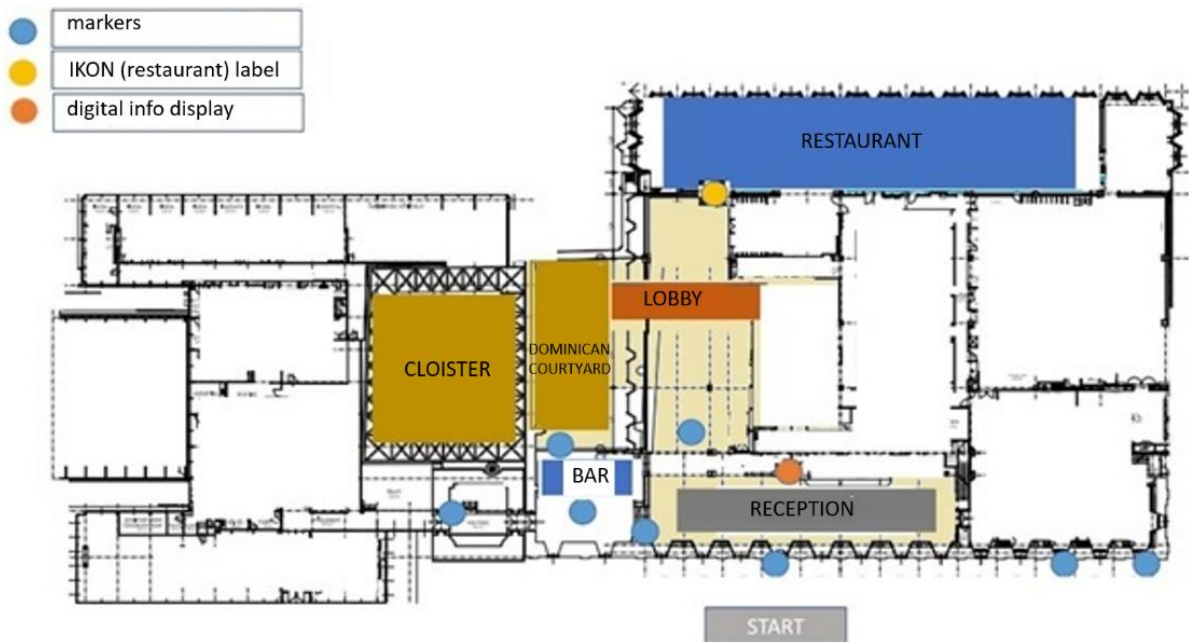 markers
IKON (restaurant) label
digital info display
RESTAURANT
LOBBY
CLOISTER
DOMINICAN
COURTYARD
BAR
RECEPTION
START